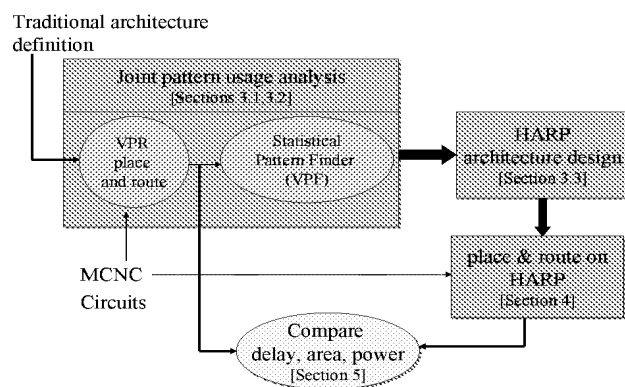 Traditional architecture
definition
Joint pattern usage analysis
[Sections 3.1,3.2]
VPR
place
and route
Statistical
Pattern Finder
(VPF)
HARP
architecture design
[Section 3.3]
MCNC
Circuits
place & route on
HARP
[Section 4]
Compare
delay, area, power
[Section 5]